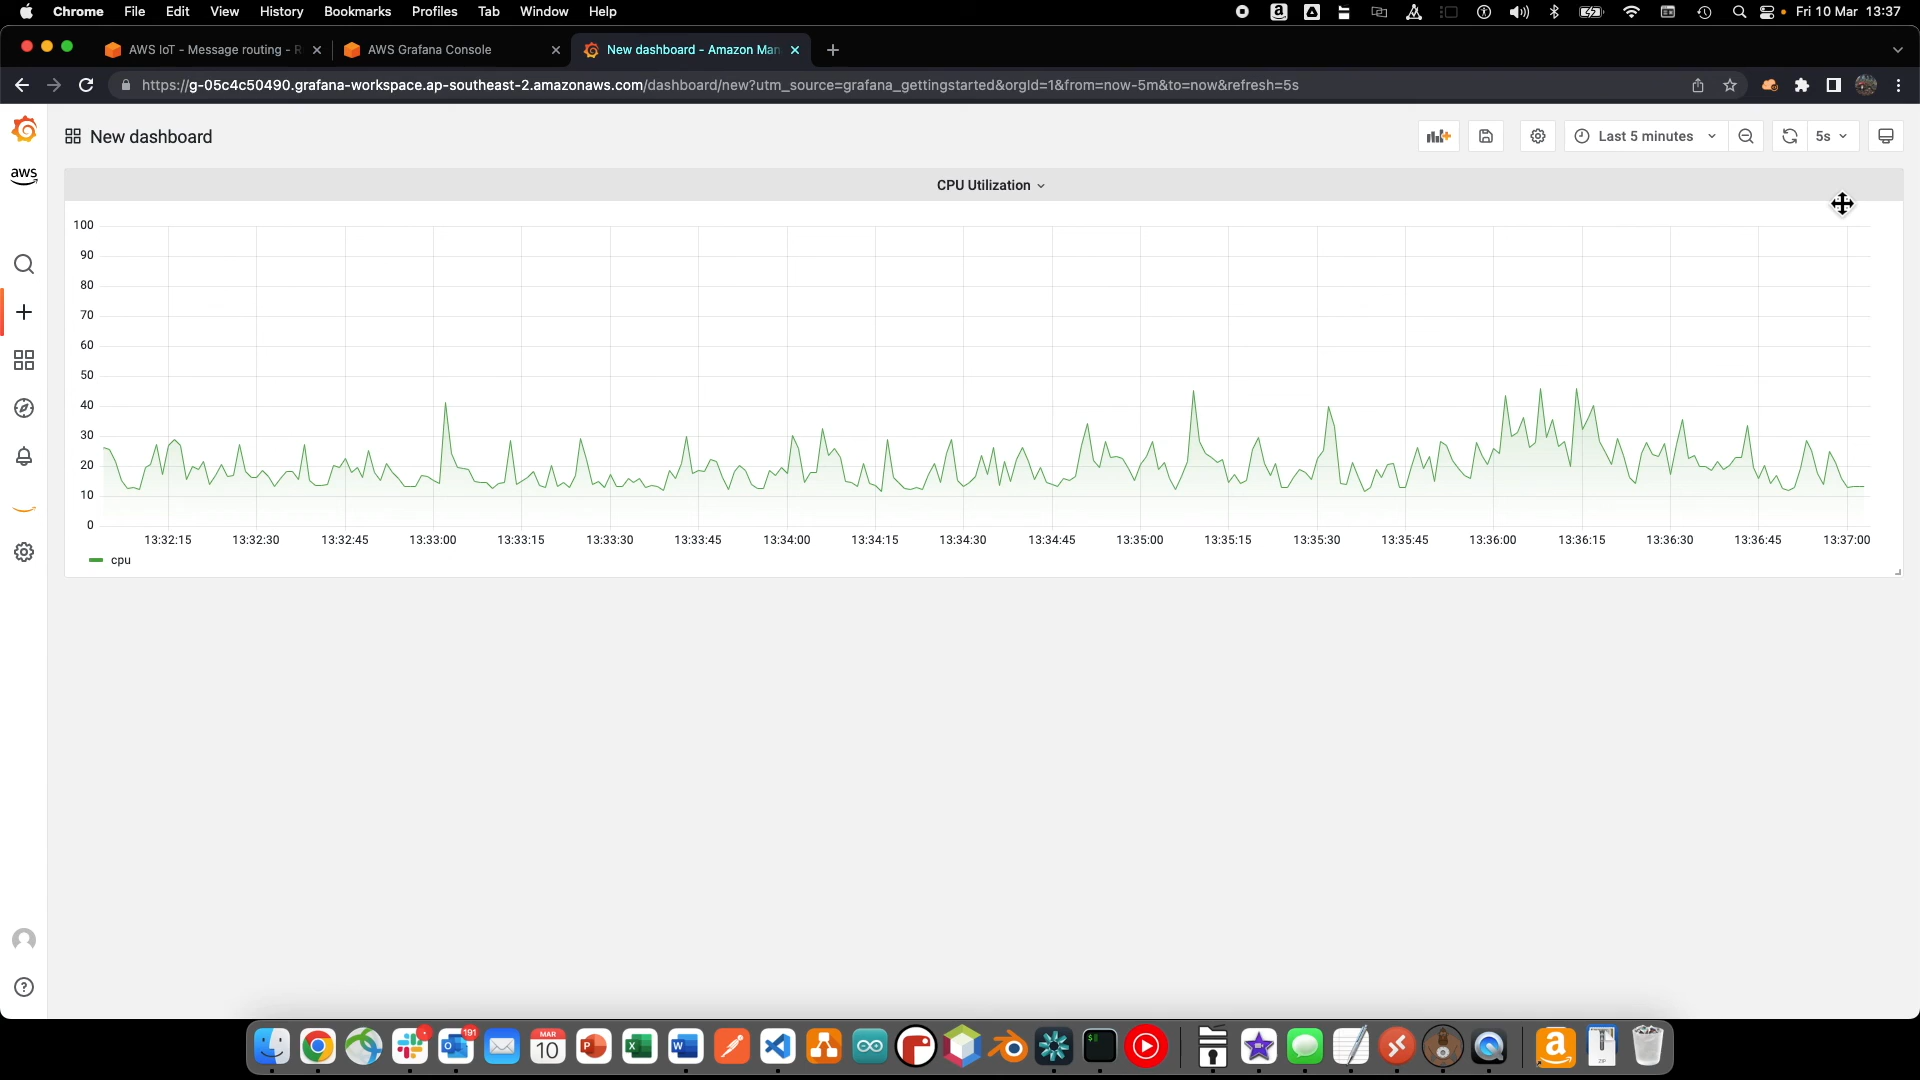 Chrome File Edit View History Bookmarks Profiles Tab Window Help Fri 10 Mar 13:37
AWS IoT - Message routing - R AWS Grafana Console New dashboard - Amazon Man
https://g-05c4c50490.grafana-workspace.ap-southeast-2.amazonaws.com/dashboard/new?utm_source=grafana_gettingstarted&orgId=1&from=now-5m&to=now&refresh=5s
New dashboard Last 5 minutes 5s
aws
CPU Utilization
100
90
80
70
60
50
40
30
20
10
0
13:32:15 13:32:30 13:32:45 13:33:00 13:33:15 13:33:30 13:33:45 13:34:00 13:34:15 13:34:30 13:34:45 13:35:00 13:35:15 13:35:30 13:35:45 13:36:00 13:36:15 13:36:30 13:36:45 13:37:00
cpu
191
MAR
10
ZIP